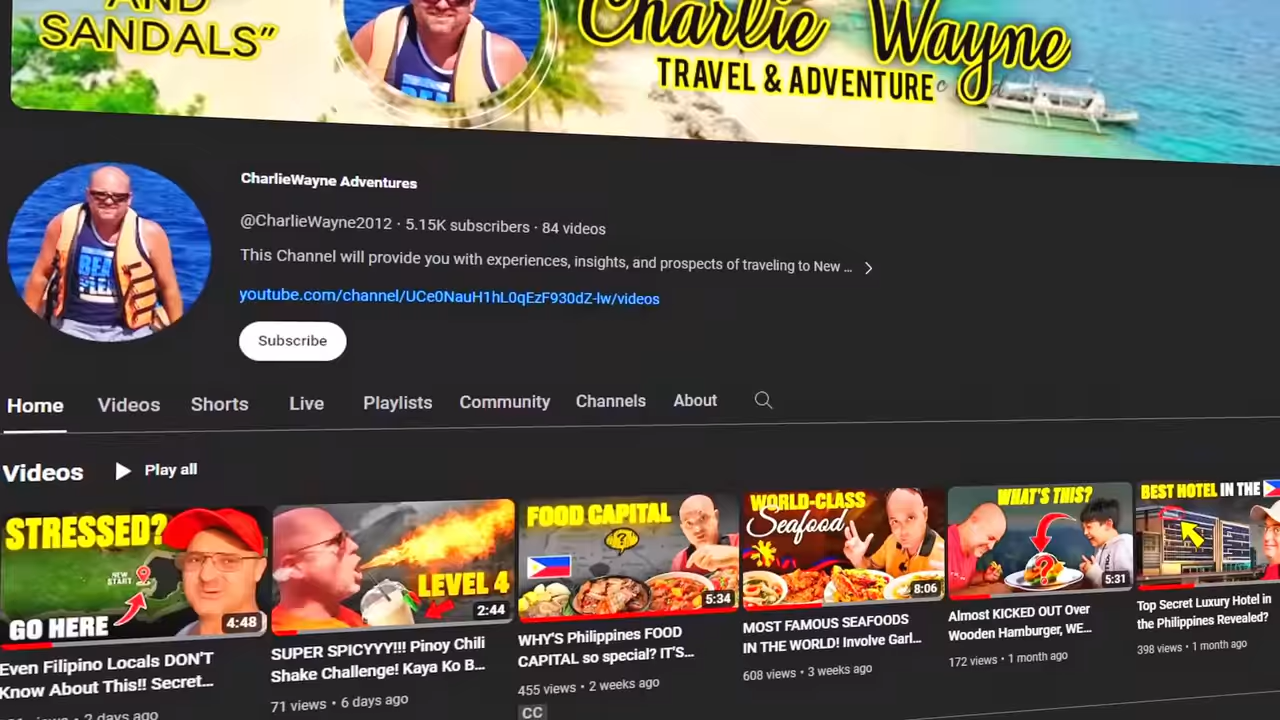 AND
SANDALS”
Charlie Wayne
TRAVEL & ADVENTURE
CharlieWayne Adventures
@CharlieWayne2012 · 5.15K subscribers · 84 videos
This Channel will provide you with experiences, insights, and prospects of traveling to New ...
youtube.com/channel/UCe0NauH1hL0qEzF930dZ-lw/videos
Subscribe
Home Videos Shorts Live Playlists Community Channels About
Videos Play all
STRESSED?
NEW START
GO HERE
4:48
LEVEL 4
2:44
FOOD CAPITAL
?
5:34
WORLD-CLASS
Seafood
8:06
WHAT'S THIS?
?
5:31
BEST HOTEL IN THE
Even Filipino Locals DON'T
Know About This!! Secret...
2 days ago
SUPER SPICYYY!!! Pinoy Chili
Shake Challenge! Kaya Ko B...
71 views • 6 days ago
WHY'S Philippines FOOD
CAPITAL so special? IT'S...
455 views • 2 weeks ago
CC
MOST FAMOUS SEAFOODS
IN THE WORLD! Involve Garl...
608 views • 3 weeks ago
Almost KICKED OUT Over
Wooden Hamburger, WE...
172 views • 1 month ago
Top Secret Luxury Hotel in
the Philippines Revealed?
398 views • 1 month ago